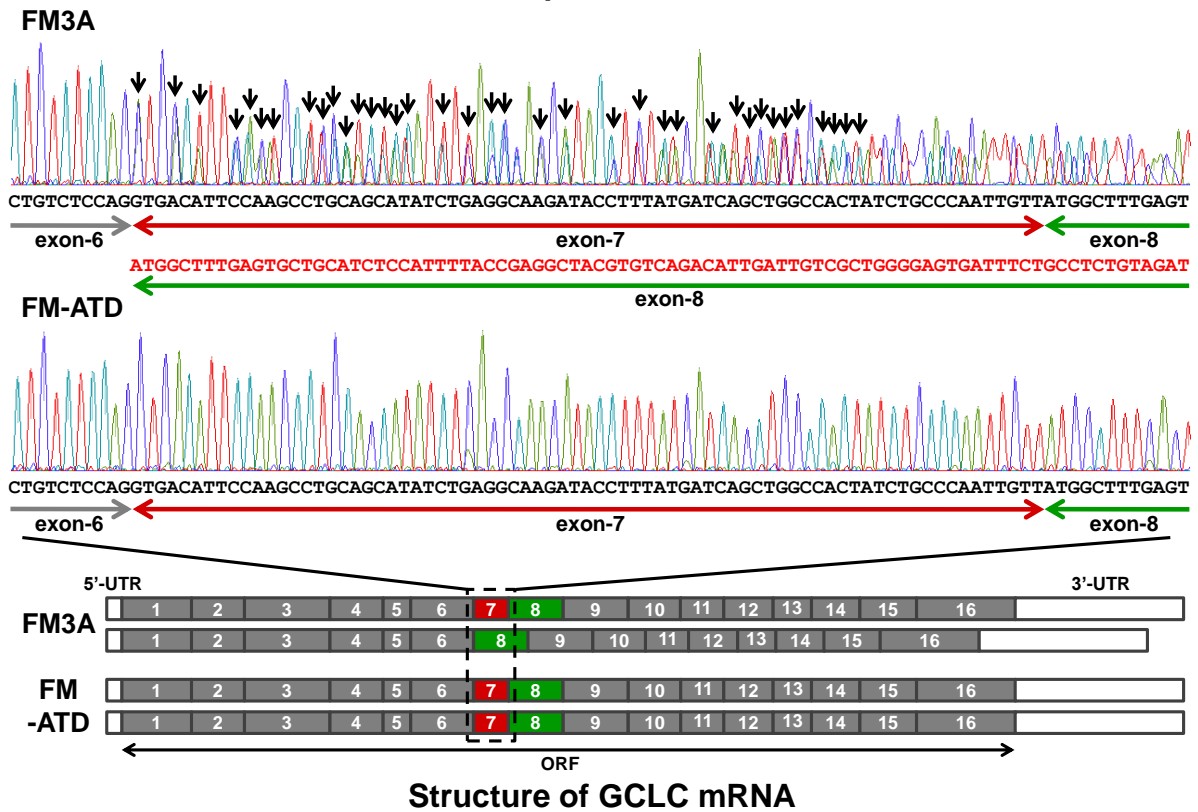 FM3A
CTGTCTCCAGGTGACATTCCAAGCCTGCAGCATATCTGAGGCAAGATACCTTTATGATCAGCTGGCCACTATCTGCCCAATTGTTATGGCTTTGAGT
exon-6 exon-7 exon-8
ATGGCTTTGAGTGCTGCATCTCCATTTTACCGAGGCTACGTGTCAGACATTGATTGTCGCTGGGGAGTGATTTCTGCCTCTGTAGAT
exon-8
FM-ATD
CTGTCTCCAGGTGACATTCCAAGCCTGCAGCATATCTGAGGCAAGATACCTTTATGATCAGCTGGCCACTATCTGCCCAATTGTTATGGCTTTGAGT
exon-6 exon-7 exon-8
5'-UTR 3'-UTR
FM3A
1 2 3 4 5 6 7 8 9 10 11 12 13 14 15 16
1 2 3 4 5 6 8 9 10 11 12 13 14 15 16
FM
-ATD
1 2 3 4 5 6 7 8 9 10 11 12 13 14 15 16
1 2 3 4 5 6 7 8 9 10 11 12 13 14 15 16
ORF
Structure of GCLC mRNA